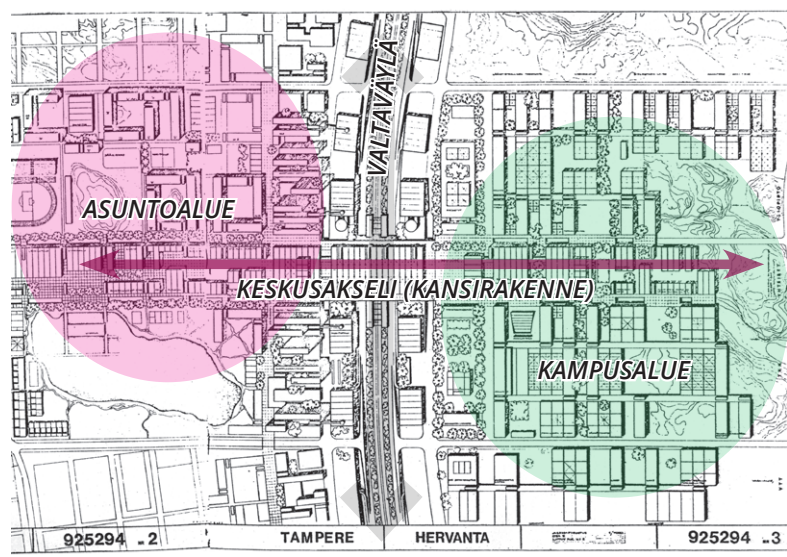 VALTAVÄYLÄ
ASUNTOALUE
KESKUSAKSELI (KANSIRAKENNE)
KAMPUSALUE
925294 2 TAMPERE HERVANTA 925294 3